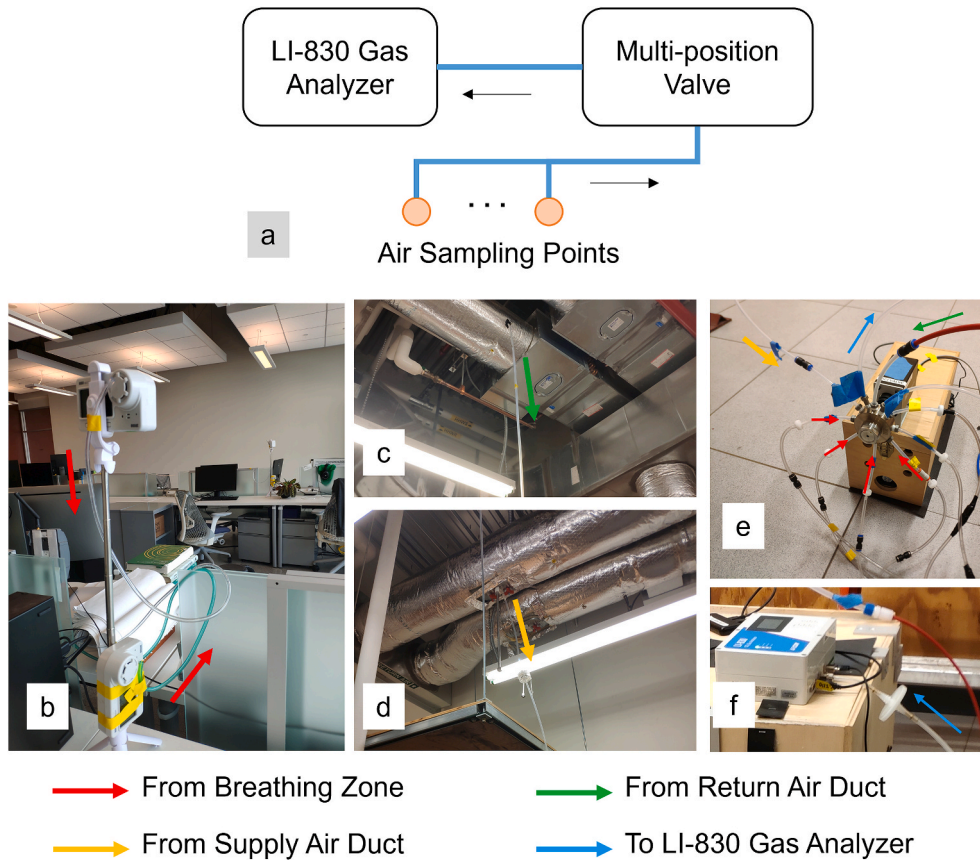 LI-830 Gas
Analyzer
Multi-position
Valve
. . .
a
Air Sampling Points
b
c
d
e
f
From Breathing Zone
From Return Air Duct
From Supply Air Duct
To LI-830 Gas Analyzer